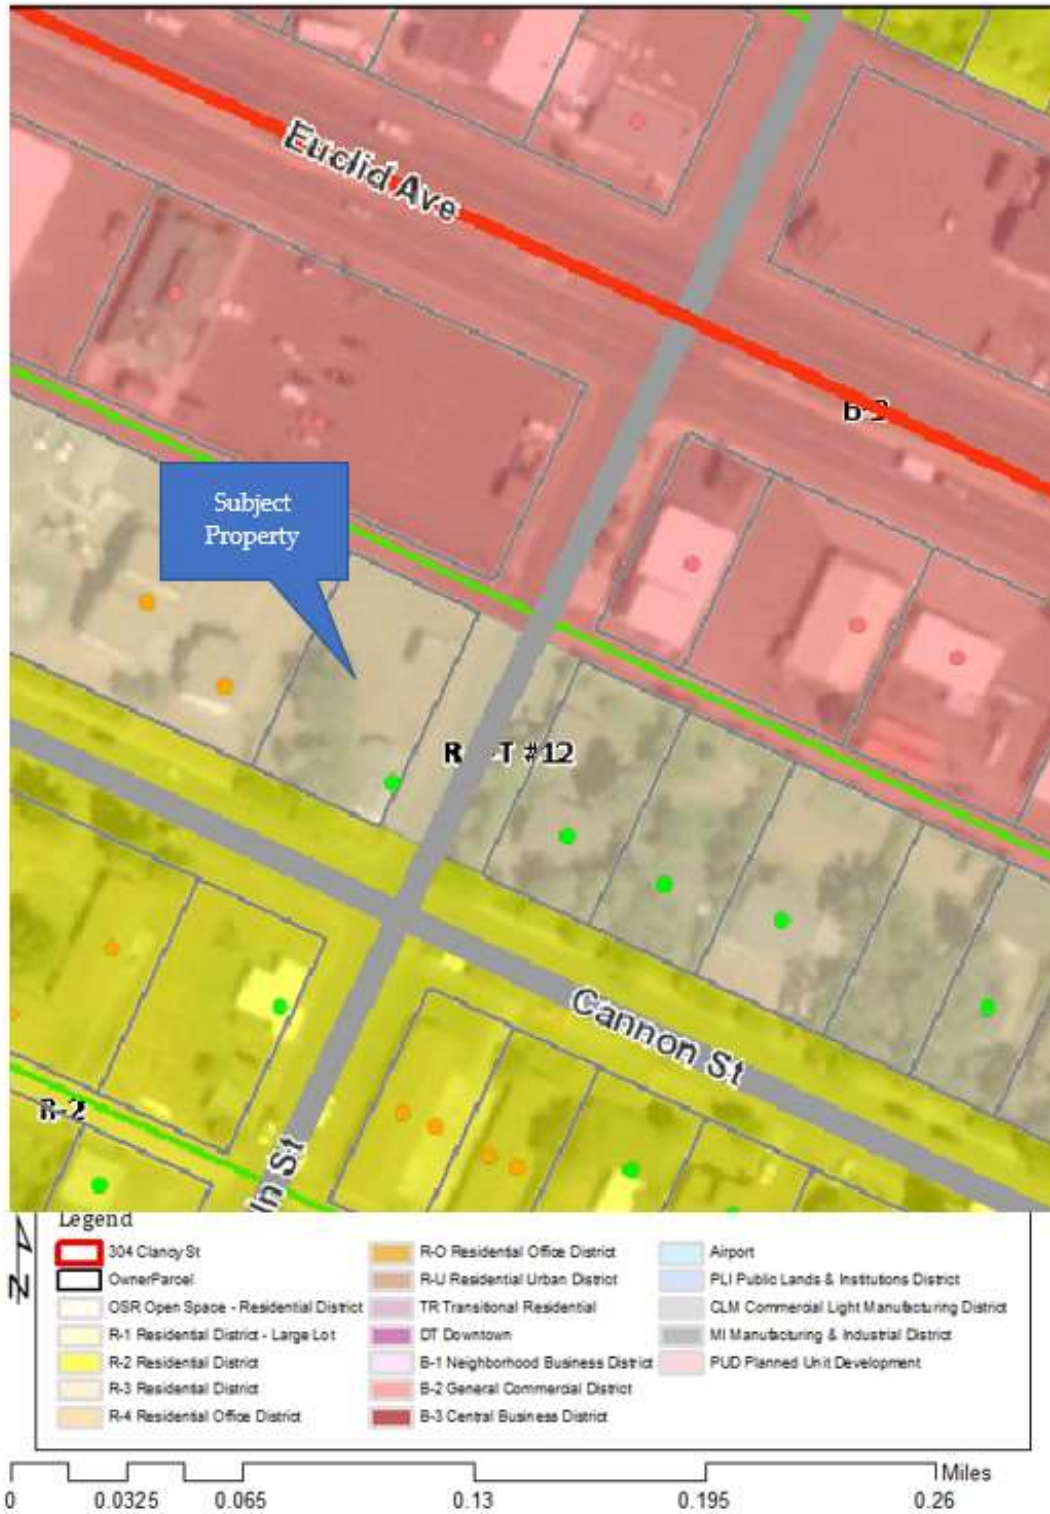 Euclid Ave
B-2
Subject
Property
R -T #12
Cannon St
R-2
ln St
Legend
N
304 Clancy St
OwnerParcel
OSR Open Space - Residential District
R-1 Residential District - Large Lot
R-2 Residential District
R-3 Residential District
R-4 Residential Office District
R-O Residential Office District
R-U Residential Urban District
TR Transitional Residential
DT Downtown
B-1 Neighborhood Business District
B-2 General Commercial District
B-3 Central Business District
Airport
PLI Public Lands & Institutions District
CLM Commercial Light Manufacturing District
MI Manufacturing & Industrial District
PUD Planned Unit Development
Miles
0 0.0325 0.065 0.13 0.195 0.26